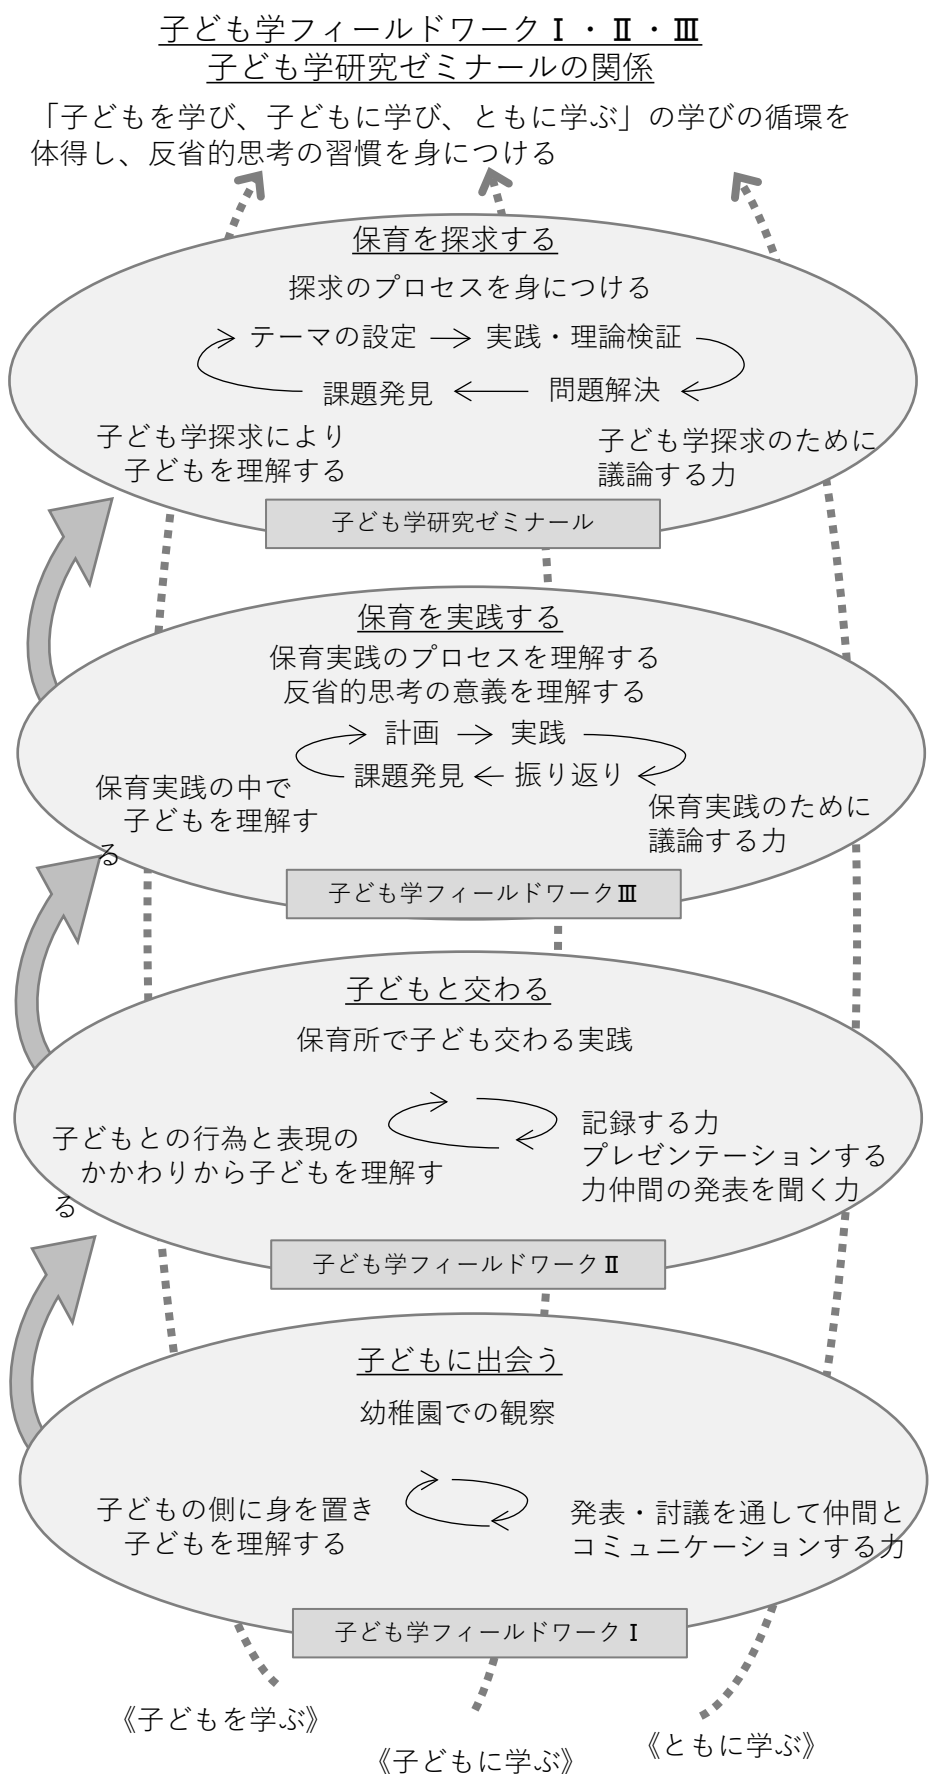 子ども学フィールドワークⅠ・Ⅱ・Ⅲ
子ども学研究ゼミナールの関係
「子どもを学び、子どもに学び、ともに学ぶ」の学びの循環を
体得し、反省的思考の習慣を身につける
保育を探求する
探求のプロセスを身につける
テーマの設定
実践・理論検証
課題発見
問題解決
子ども学探求により
子どもを理解する
子ども学探求のために
議論する力
子ども学研究ゼミナール
保育を実践する
保育実践のプロセスを理解する
反省的思考の意義を理解する
計画
実践
課題発見
振り返り
保育実践の中で
子どもを理解す
る
保育実践のために
議論する力
子ども学フィールドワークⅢ
子どもと交わる
保育所で子ども交わる実践
子どもとの行為と表現の
かかわりから子どもを理解す
る
記録する力
プレゼンテーションする
力仲間の発表を聞く力
子ども学フィールドワークⅡ
子どもに出会う
幼稚園での観察
子どもの側に身を置き
子どもを理解する
発表・討議を通して仲間と
コミュニケーションする力
子ども学フィールドワークⅠ
《子どもを学ぶ》
《子どもに学ぶ》
《ともに学ぶ》